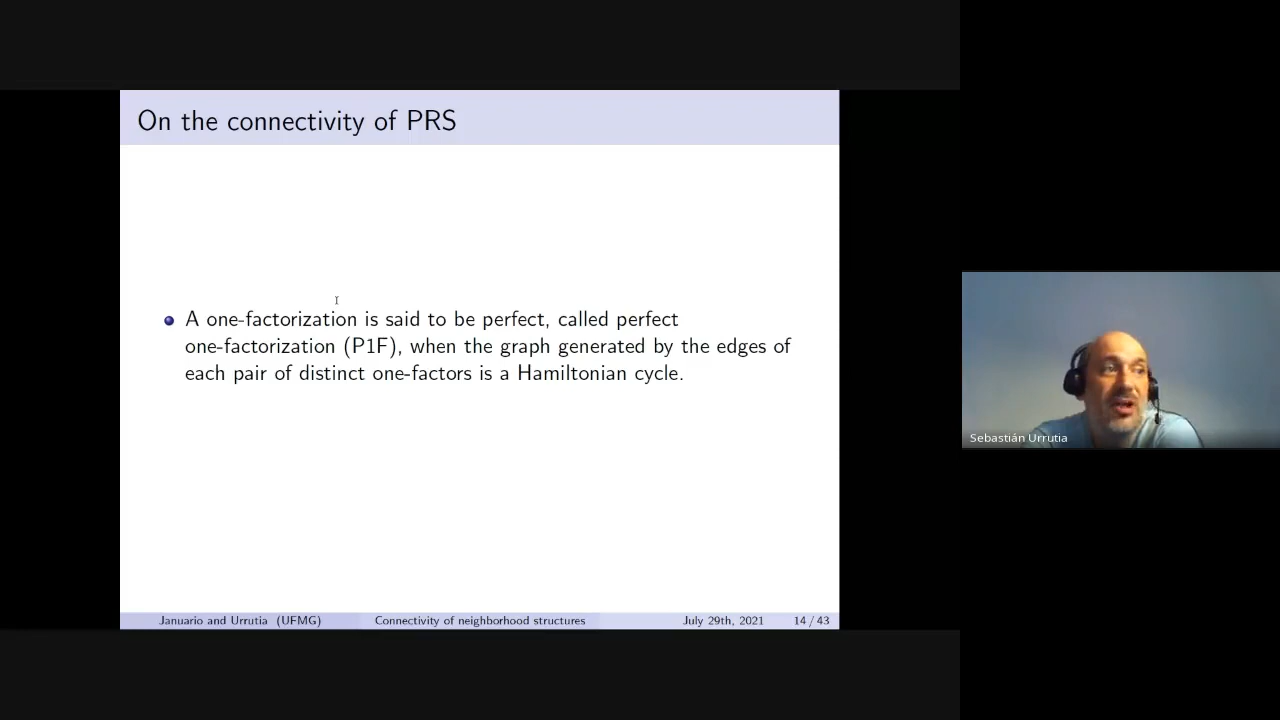 On the connectivity of PRS
A one-factorization is said to be perfect, called perfect
one-factorization (P1F), when the graph generated by the edges of
each pair of distinct one-factors is a Hamiltonian cycle.
Sebastián Urrutia
Januario and Urrutia (UFMG) Connectivity of neighborhood structures July 29th, 2021 14 / 43